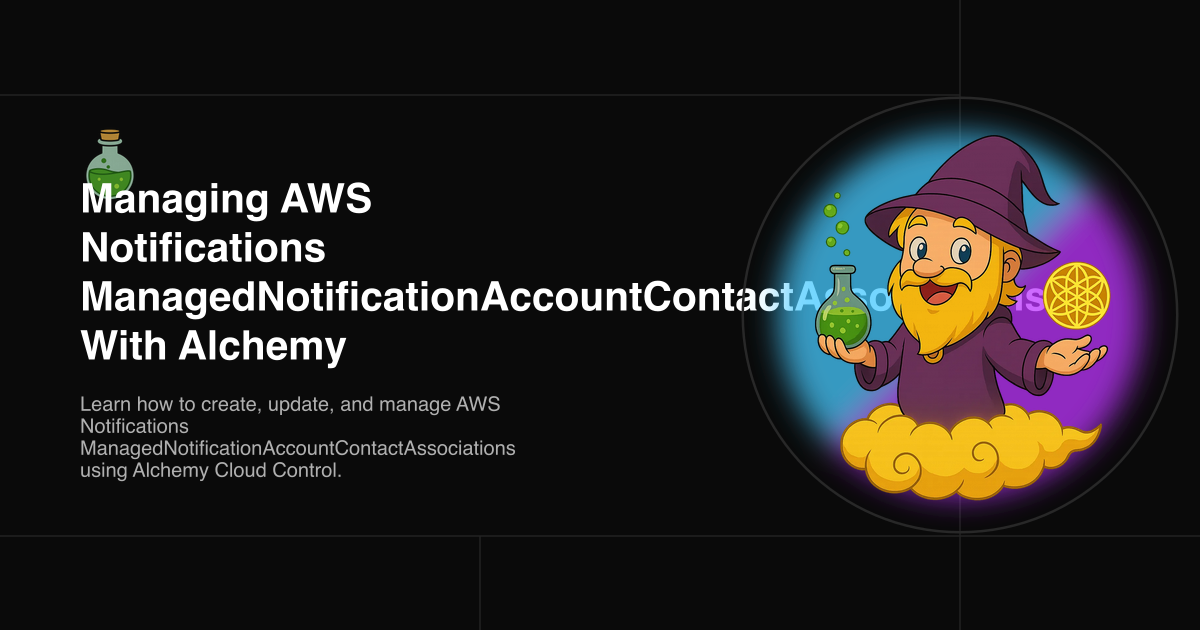 Managing AWS
Notifications
ManagedNotificationAccountContactAssociations
With Alchemy
Learn how to create, update, and manage AWS
Notifications
ManagedNotificationAccountContactAssociations
using Alchemy Cloud Control.